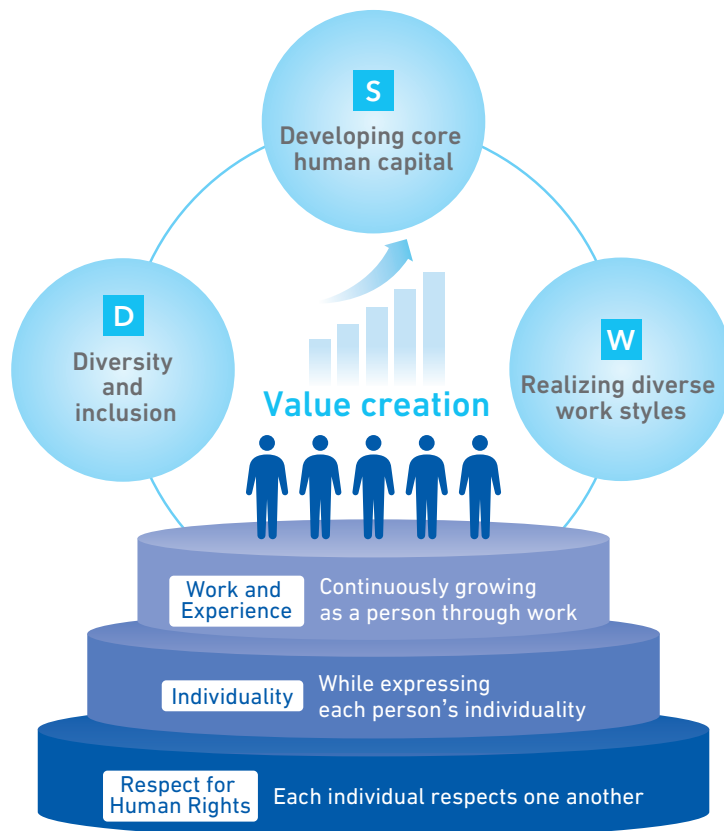 S
Developing core
human capital
D
Diversity
and
inclusion
W
Realizing diverse
work styles
Value creation
Work and
Experience
Continuously growing
as a person through work
Individuality
While expressing
each person's individuality
Respect for
Human Rights
Each individual respects one another